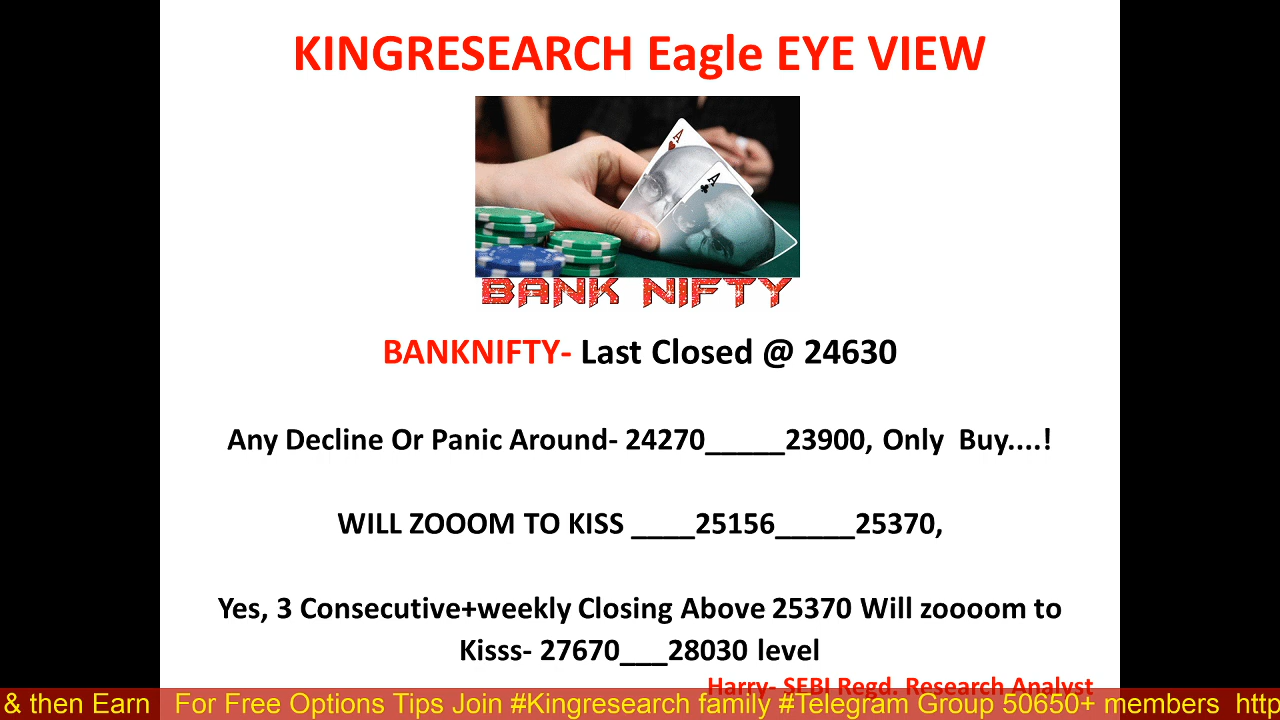 KINGRESEARCH Eagle EYE VIEW
A
A
BANK NIFTY
BANKNIFTY- Last Closed @ 24630
Any Decline Or Panic Around- 24270_____23900, Only  Buy....!
WILL ZOOOM TO KISS ____25156_____25370,
Yes, 3 Consecutive+weekly Closing Above 25370 Will zoooom to
Kisss- 27670___28030 level
Harry- SEBI Regd. Research Analyst
& then Earn   For Free Options Tips Join #Kingresearch family #Telegram Group 50650+ members  http